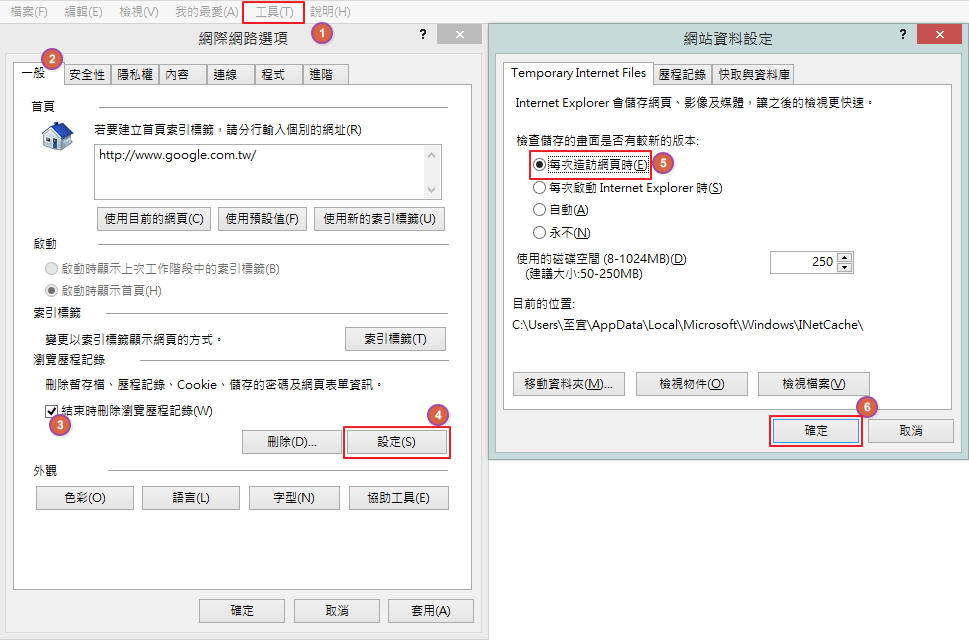 檔案(F) 編輯(E) 檢視(V) 我的最愛(A) 工具(T) 說明(H)
1
網際網路選項
? ×
2
一般 安全性 隱私權 內容 連線 程式 進階
首頁
若要建立首頁索引標籤，請分行輸入個別的網址(R)
http://www.google.com.tw/
使用目前的網頁(C) 使用預設值(F) 使用新的索引標籤(U)
啟動
啟動時顯示上次工作階段中的索引標籤(B)
啟動時顯示首頁(H)
索引標籤
變更以索引標籤顯示網頁的方式。
索引標籤(T)
瀏覽歷程記錄
刪除暫存檔、歷程記錄、Cookie、儲存的密碼及網頁表單資訊。
結束時刪除瀏覽歷程記錄(W)
3
4
刪除(D)... 設定(S)
外觀
色彩(O) 語言(L) 字型(N) 協助工具(E)
確定 取消 套用(A)
網站資料設定
? ×
Temporary Internet Files 歷程記錄 快取與資料庫
Internet Explorer 會儲存網頁、影像及媒體，讓之後的檢視更快速。
檢查儲存的畫面是否有較新的版本:
每次造訪網頁時(E) 5
每次啟動 Internet Explorer 時(S)
自動(A)
永不(N)
使用的磁碟空間 (8-1024MB)(D) 250
(建議大小:50-250MB)
目前的位置:
C:\Users\至宜\AppData\Local\Microsoft\Windows\INetCache\
移動資料夾(M)... 檢視物件(O) 檢視檔案(V)
6
確定 取消